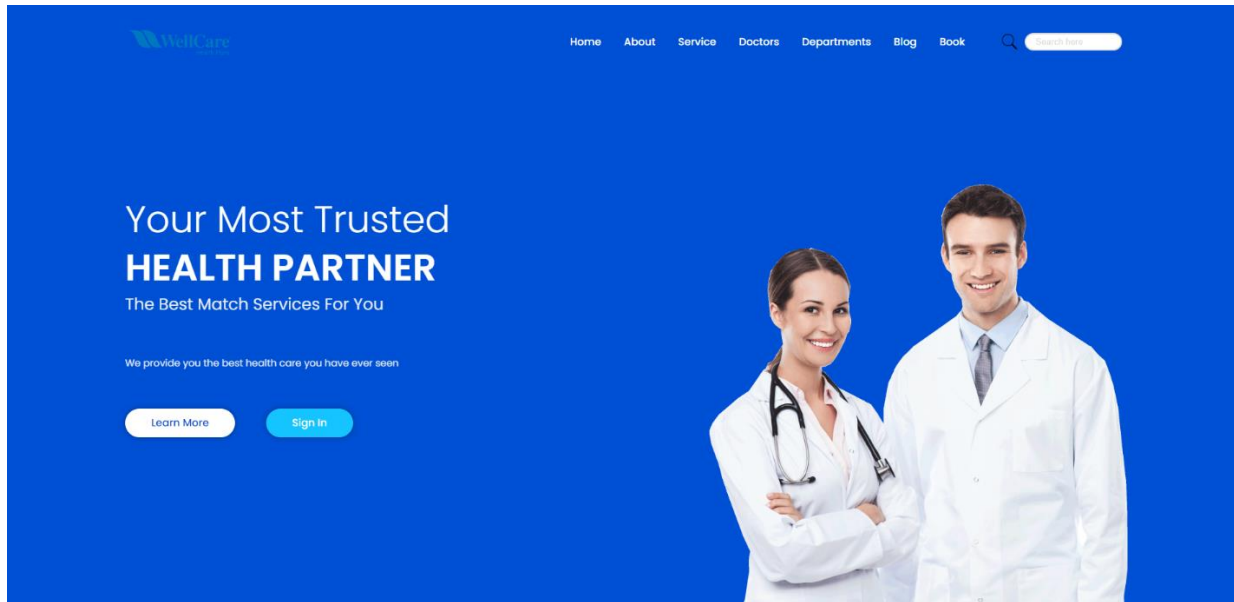 WellCare
Home About Service Doctors Departments Blog Book Search here
Your Most Trusted
HEALTH PARTNER
The Best Match Services For You
We provide you the best health care you have ever seen
Learn More Sign In